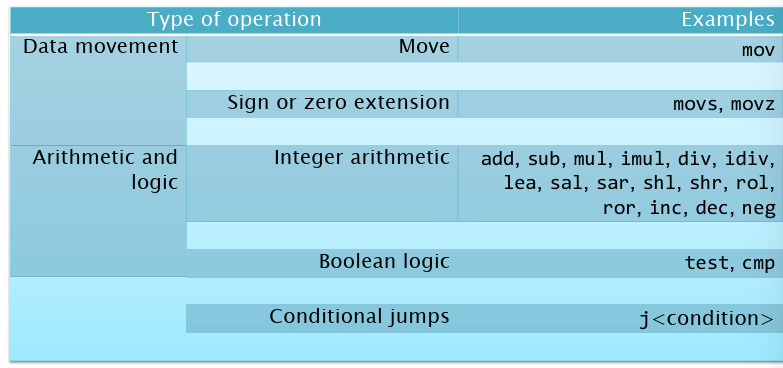 Type of operation Examples
Data movement Move mov
Sign or zero extension movs, movz
Arithmetic and Integer arithmetic add, sub, mul, imul, div, idiv,
logic lea, sal, sar, shl, shr, rol,
ror, inc, dec, neg
Boolean logic test, cmp
Conditional jumps j<condition>